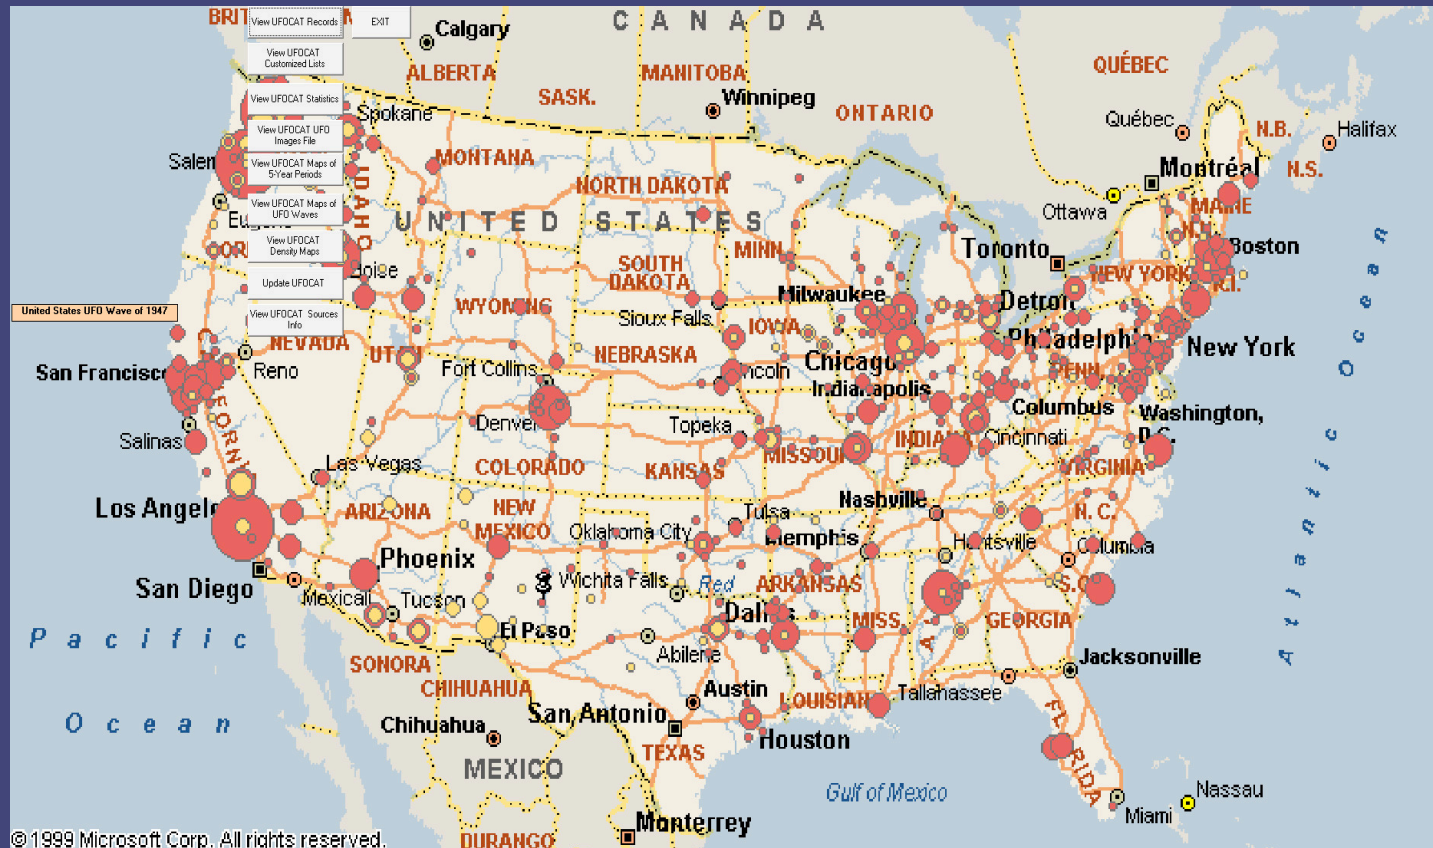 BRIT
View UFOCAT Records
EXIT
View UFOCAT
Customized Lists
View UFOCAT Statistics
View UFOCAT UFO
Images File
View UFOCAT Maps of
5-Year Periods
View UFOCAT Maps of
UFO Waves
View UFOCAT
Density Maps
Update UFOCAT
View UFOCAT Sources
Info
United States UFO Wave of 1947
CANADA
Calgary
ALBERTA
SASK.
MANITOBA
Winnipeg
ONTARIO
QUÉBEC
Québec
N.B.
Halifax
N.S.
Montréal
Ottawa
MAINE
Toronto
Boston
NEW YORK
Spokane
Salem
MONTANA
NORTH DAKOTA
IDAHO
UNITED STATES
MINN.
SOUTH
DAKOTA
WYOMING
Milwaukee
Detroit
Sioux Falls
IOWA
Philadelphi
New York
NEVADA
UTAH
NEBRASKA
Chicago
San Francisco
Reno
Fort Collins
Indianapolis
PENN.
Columbus
Washington,
D.C.
Denver
Topeka
Salinas
INDIANA
Cincinnati
MISSOURI
Las Vegas
COLORADO
KANSAS
VIRGINIA
Los Angele
ARIZONA
NEW
MEXICO
Nashville
N. C.
Oklahoma City
Tulsa
Memphis
Huntsville
Columbia
Phoenix
San Diego
Mexicali
Tucson
Wichita Falls
Red
ARKANSAS
S.C.
Dallas
MISS.
GEORGIA
El Paso
Abilene
Pacific
Ocean
SONORA
CHIHUAHUA
Austin
LOUISIAN
Tallahassee
Jacksonville
Chihuahua
San Antonio
Houston
TEXAS
FLORIDA
MEXICO
Gulf of Mexico
Nassau
Miami
Monterrey
DURANGO
Atlantic Ocean
© 1999 Microsoft Corp. All rights reserved.